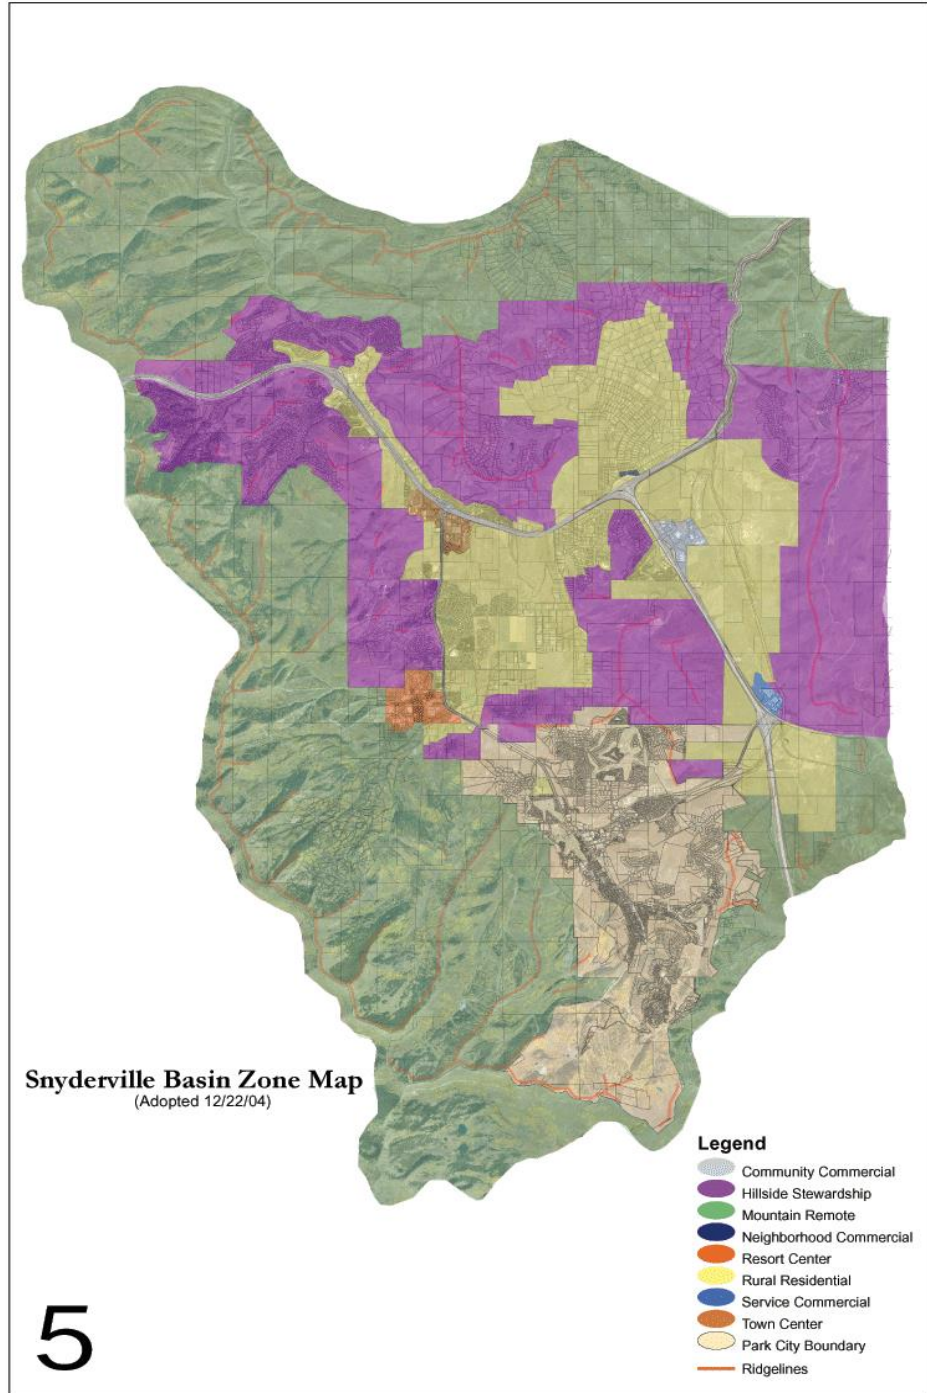 Snyderville Basin Zone Map
(Adopted 12/22/04)
Legend
Community Commercial
Hillside Stewardship
Mountain Remote
Neighborhood Commercial
Resort Center
Rural Residential
Service Commercial
Town Center
Park City Boundary
Ridgelines
5